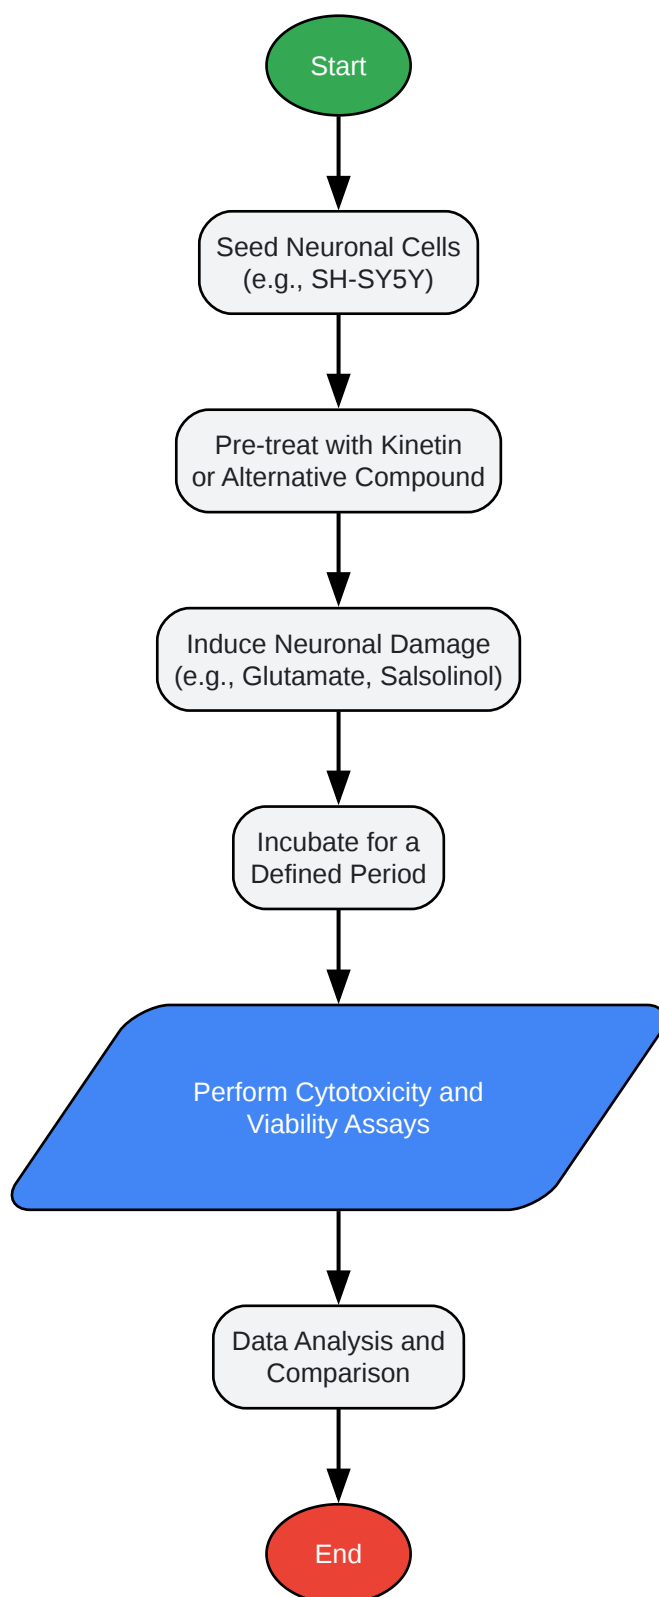 Start
Seed Neuronal Cells
(e.g., SH-SY5Y)
Pre-treat with Kinetin
or Alternative Compound
Induce Neuronal Damage
(e.g., Glutamate, Salsolinol)
Incubate for a
Defined Period
Perform Cytotoxicity and
Viability Assays
Data Analysis and
Comparison
End